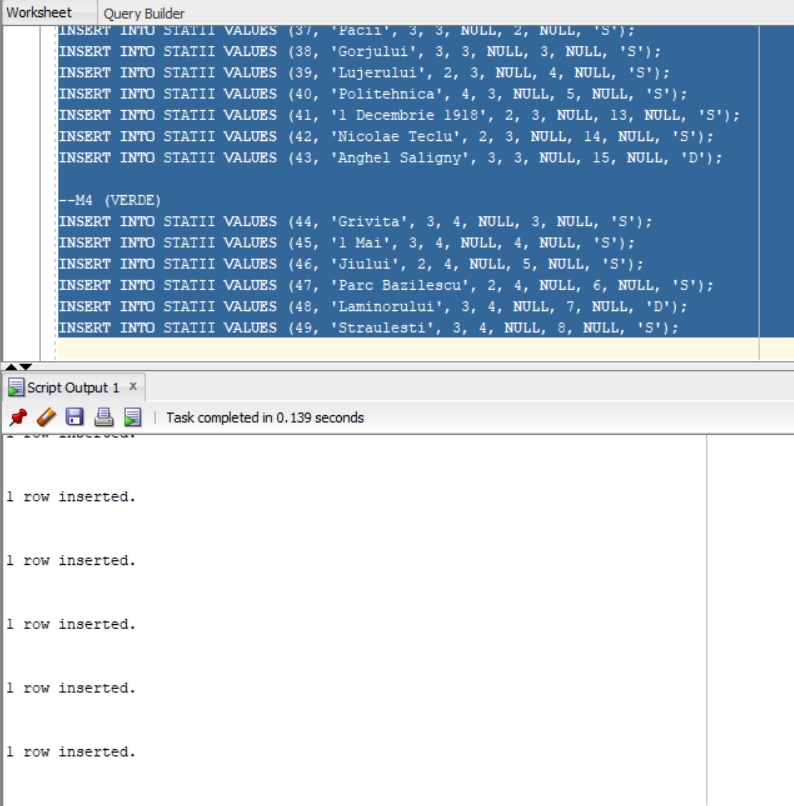 Worksheet Query Builder
INSERT INTO STATII VALUES (37, 'Pacii', 3, 3, NULL, 2, NULL, 'S');
INSERT INTO STATII VALUES (38, 'Gorjului', 3, 3, NULL, 3, NULL, 'S');
INSERT INTO STATII VALUES (39, 'Lujerului', 2, 3, NULL, 4, NULL, 'S');
INSERT INTO STATII VALUES (40, 'Politehnica', 4, 3, NULL, 5, NULL, 'S');
INSERT INTO STATII VALUES (41, '1 Decembrie 1918', 2, 3, NULL, 13, NULL, 'S');
INSERT INTO STATII VALUES (42, 'Nicolae Teclu', 2, 3, NULL, 14, NULL, 'S');
INSERT INTO STATII VALUES (43, 'Anghel Saligny', 3, 3, NULL, 15, NULL, 'D');
--M4 (VERDE)
INSERT INTO STATII VALUES (44, 'Grivita', 3, 4, NULL, 3, NULL, 'S');
INSERT INTO STATII VALUES (45, '1 Mai', 3, 4, NULL, 4, NULL, 'S');
INSERT INTO STATII VALUES (46, 'Jiului', 2, 4, NULL, 5, NULL, 'S');
INSERT INTO STATII VALUES (47, 'Parc Bazilescu', 2, 4, NULL, 6, NULL, 'S');
INSERT INTO STATII VALUES (48, 'Laminorului', 3, 4, NULL, 7, NULL, 'D');
INSERT INTO STATII VALUES (49, 'Straulesti', 3, 4, NULL, 8, NULL, 'S');
Script Output 1 x
Task completed in 0.139 seconds
1 row inserted.
1 row inserted.
1 row inserted.
1 row inserted.
1 row inserted.
1 row inserted.